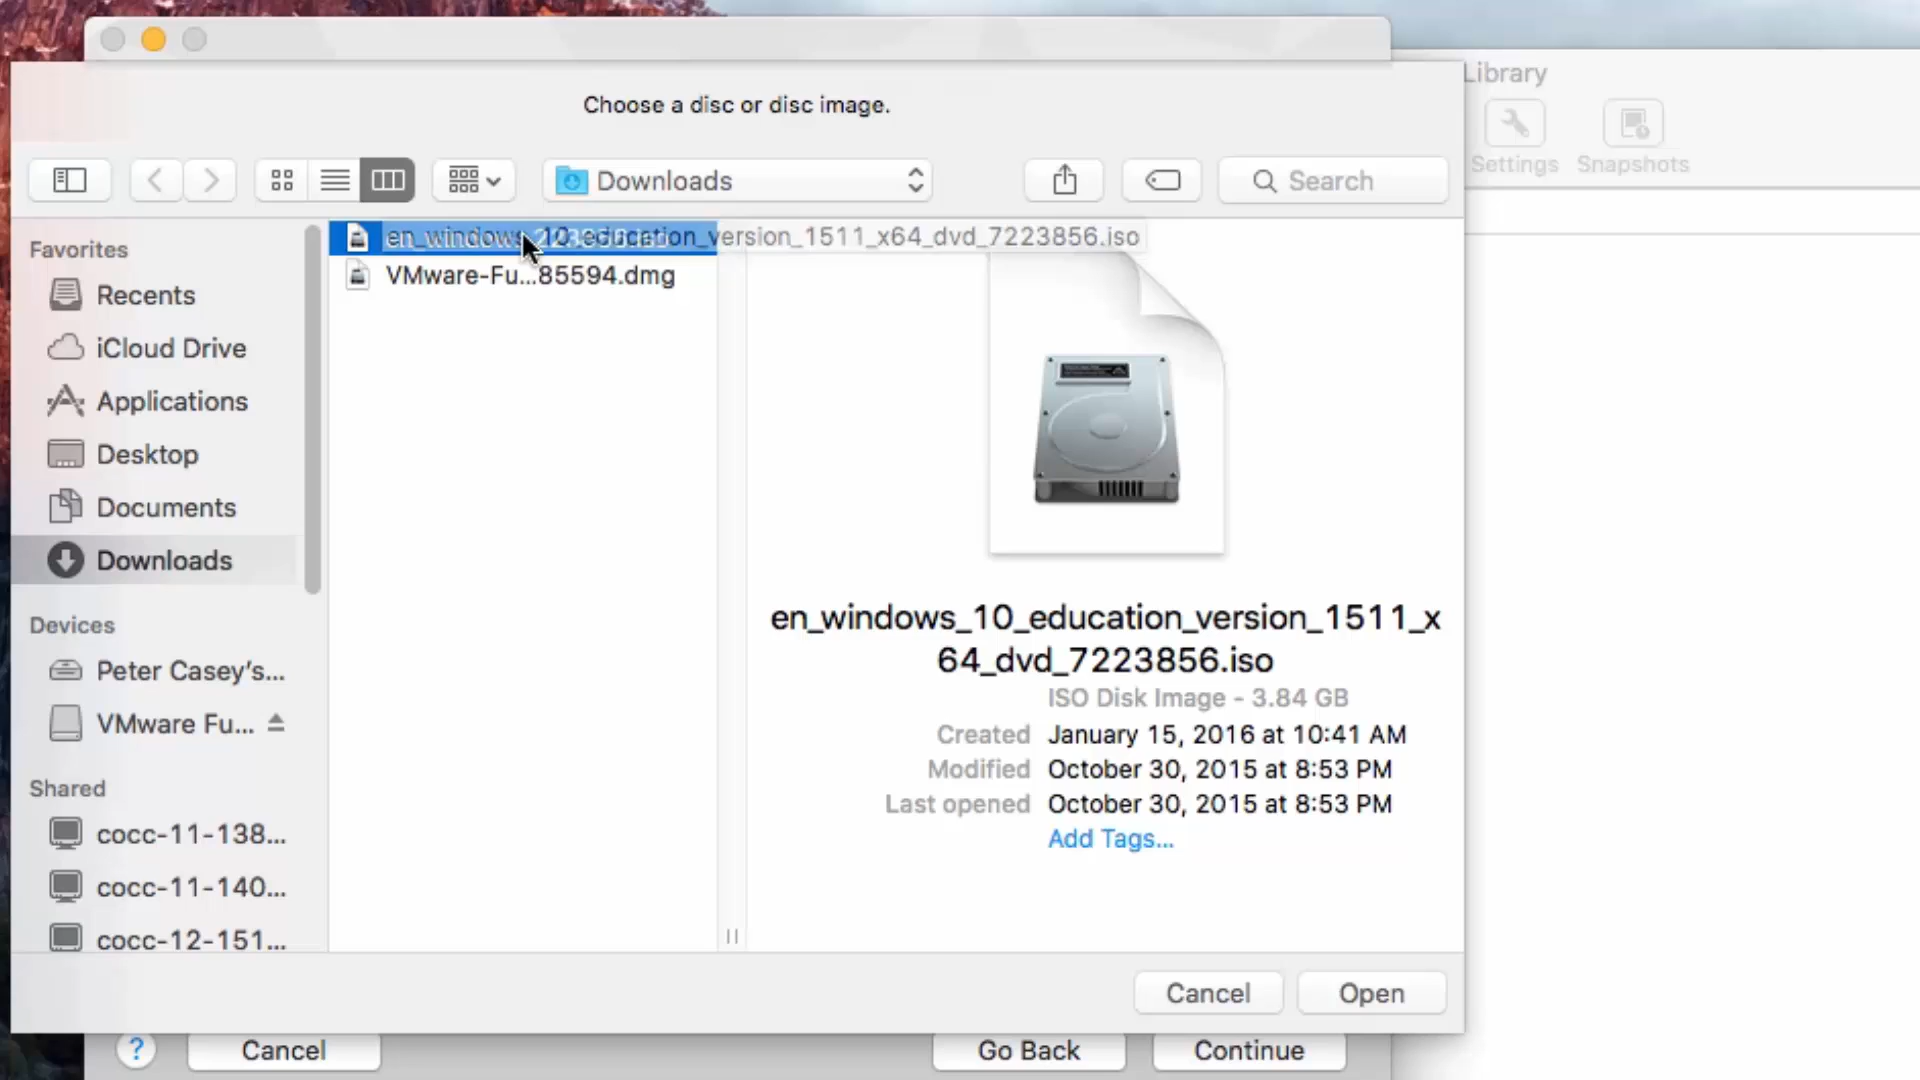 Library
Choose a disc or disc image.
Settings
Snapshots
Downloads
Search
Favorites
Recents
iCloud Drive
Applications
Desktop
Documents
Downloads
Devices
Peter Casey's...
VMware Fu...
Shared
cocc-11-138...
cocc-11-140...
cocc-12-151...
en_windows_10_education_version_1511_x64_dvd_7223856.iso
VMware-Fu...85594.dmg
en_windows_10_education_version_1511_x
64_dvd_7223856.iso
ISO Disk Image - 3.84 GB
Created January 15, 2016 at 10:41 AM
Modified October 30, 2015 at 8:53 PM
Last opened October 30, 2015 at 8:53 PM
Add Tags...
Cancel
Open
?
Cancel
Go Back
Continue